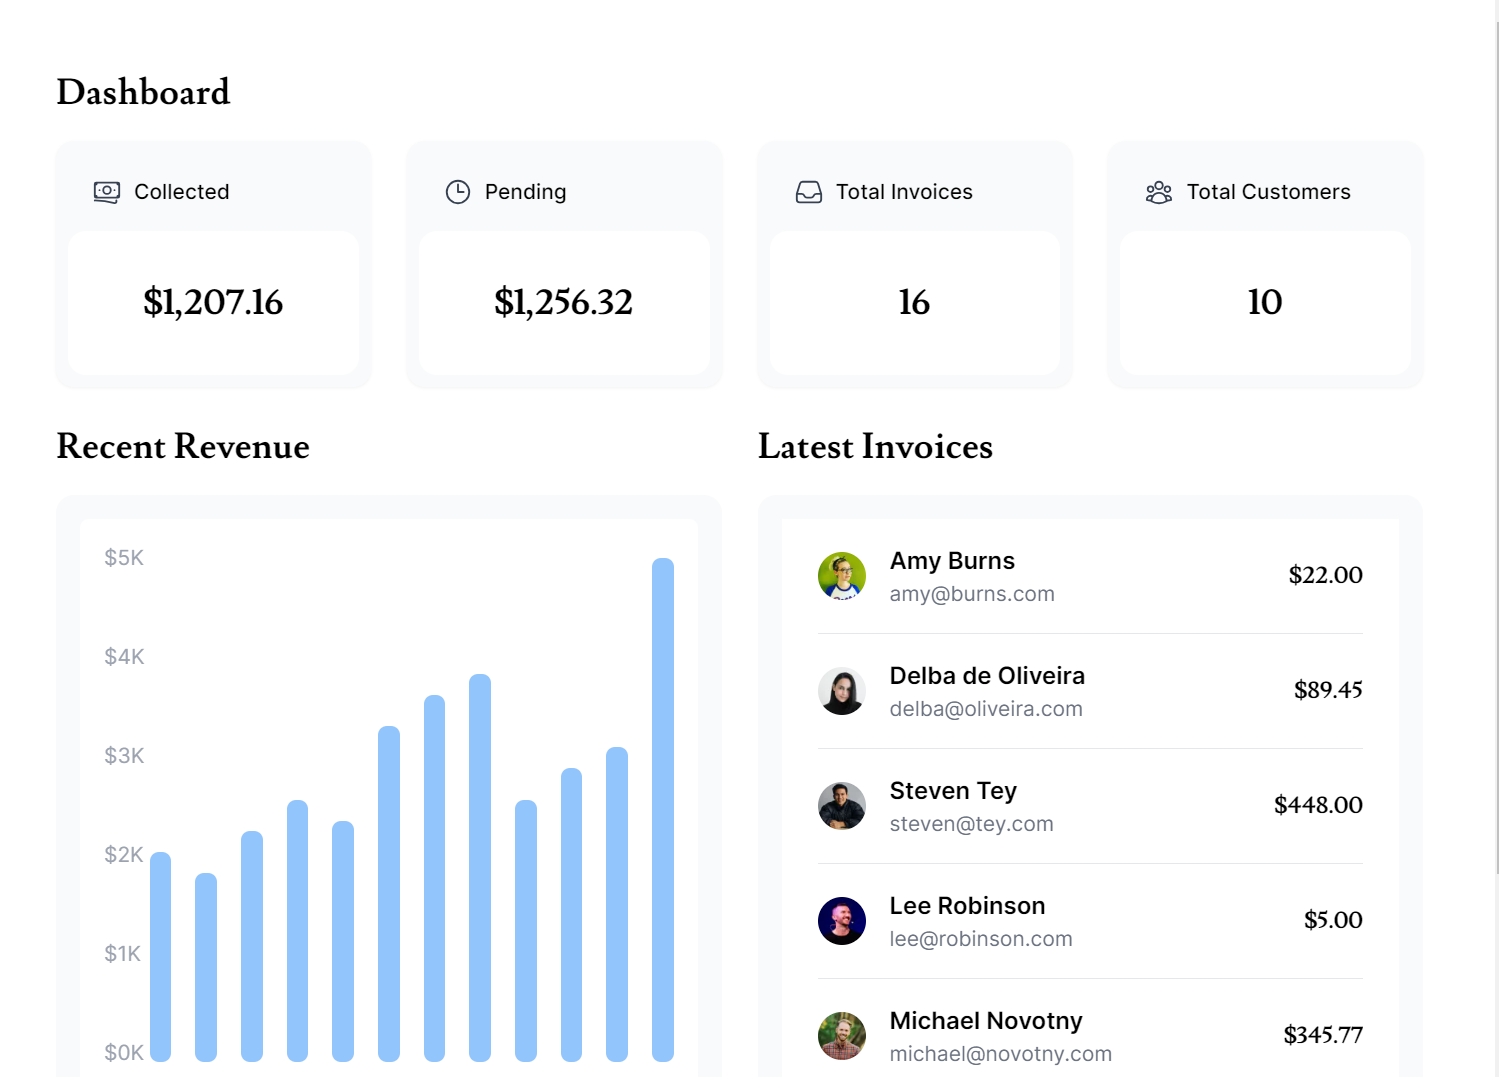 Dashboard
Collected
$1,207.16
Pending
$1,256.32
Total Invoices
16
Total Customers
10
Recent Revenue
$5K
$4K
$3K
$2K
$1K
$0K
Latest Invoices
Amy Burns
amy@burns.com
$22.00
Delba de Oliveira
delba@oliveira.com
$89.45
Steven Tey
steven@tey.com
$448.00
Lee Robinson
lee@robinson.com
$5.00
Michael Novotny
michael@novotny.com
$345.77